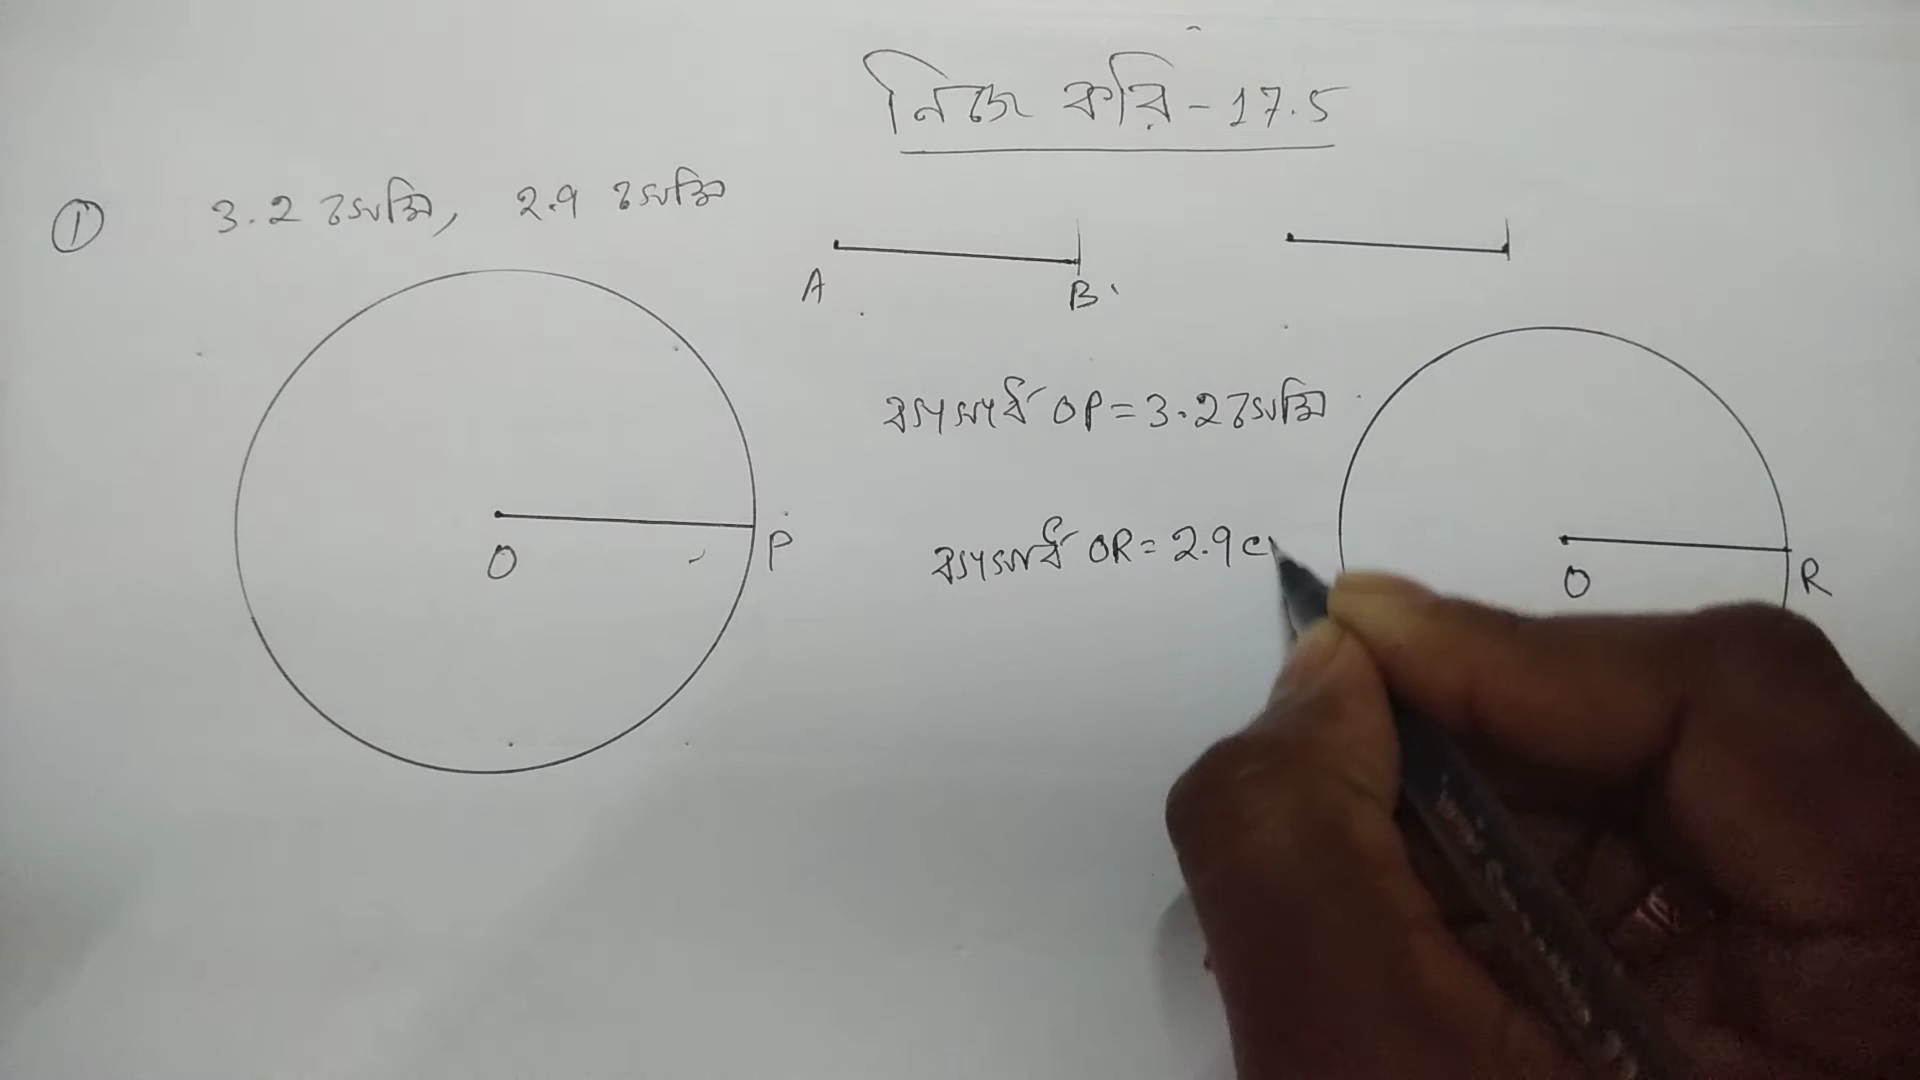 নিজে করি - 17.5
① 3.2 সেমি, 2.9 সেমি
A B
ব্যাসার্ধ OP = 3.2 সেমি
O P
ব্যাসার্ধ OR = 2.9 c
O R